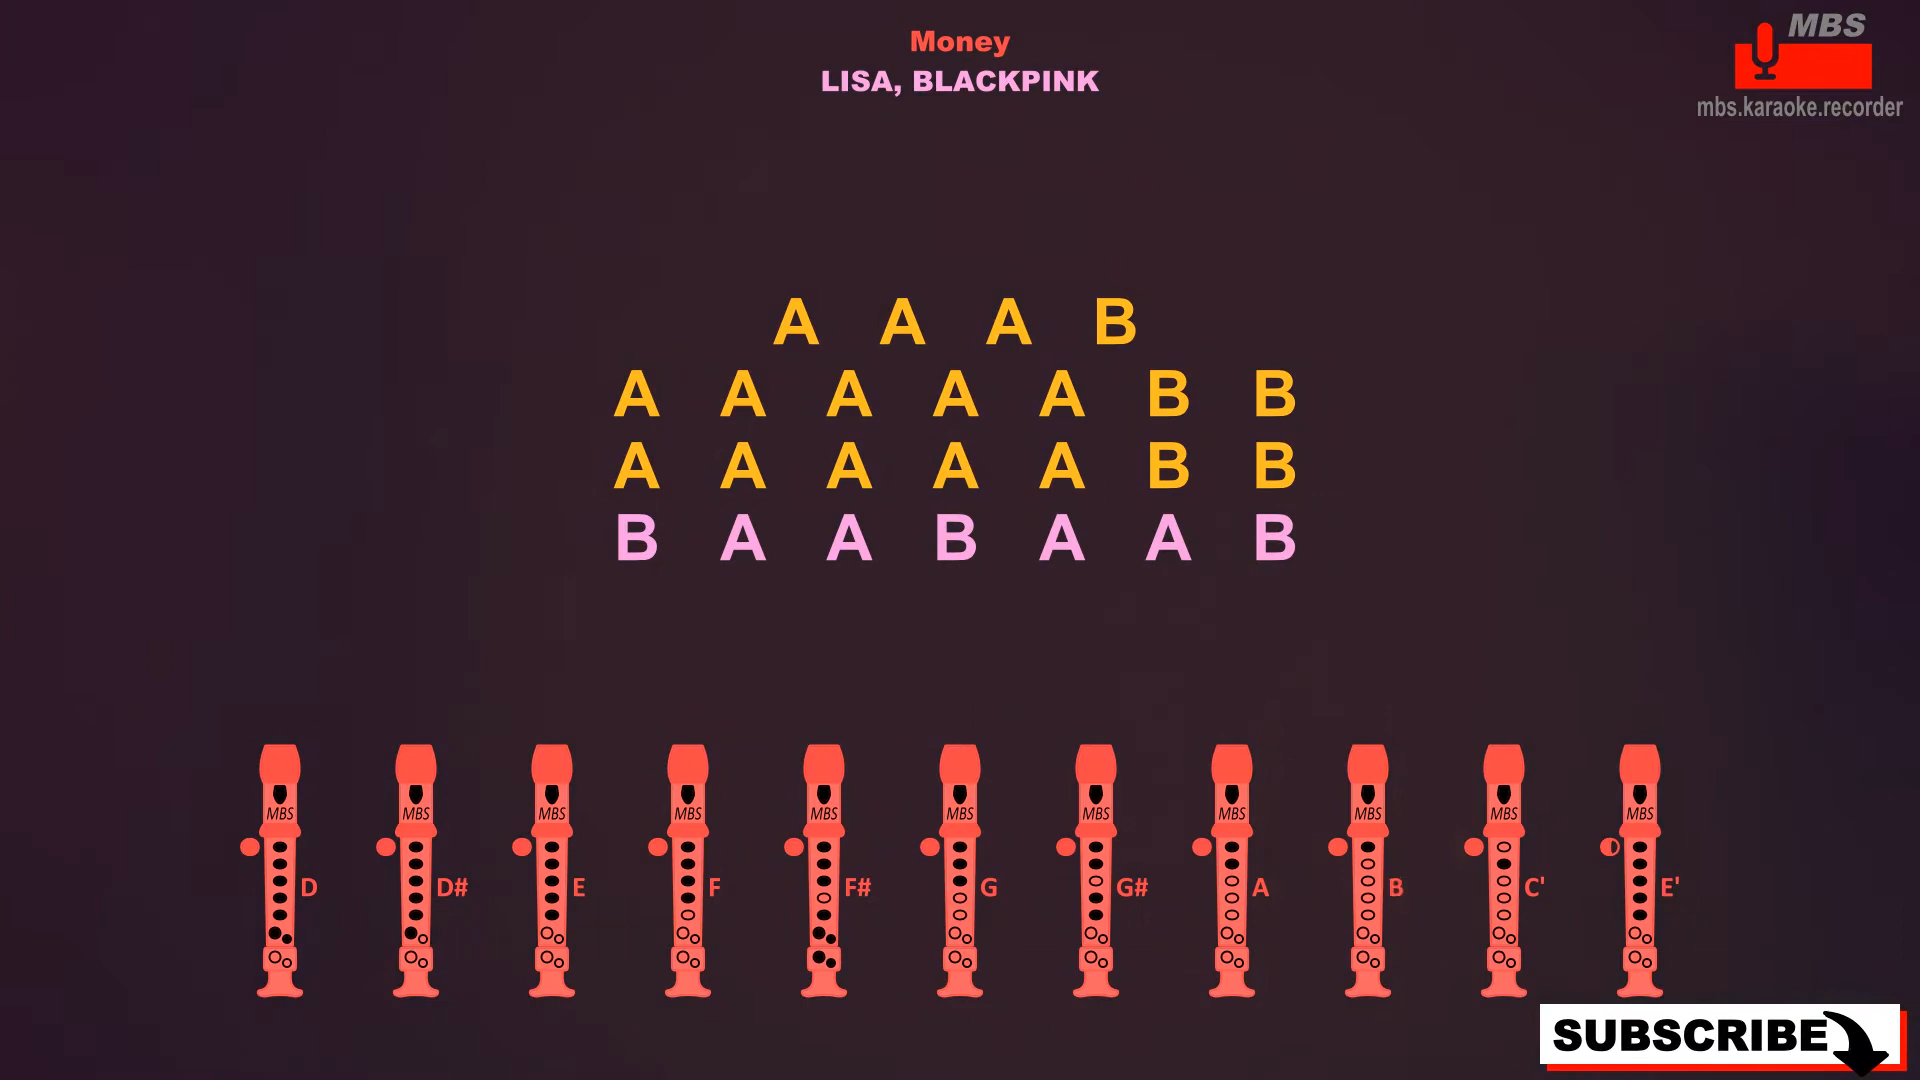 Money
LISA, BLACKPINK
MBS
mbs.karaoke.recorder
A A A B
A A A A A B B
A A A A A B B
B A A B A A B
MBS MBS MBS MBS MBS MBS MBS MBS MBS MBS MBS
D D# E F F# G G# A B C' E'
SUBSCRIBE